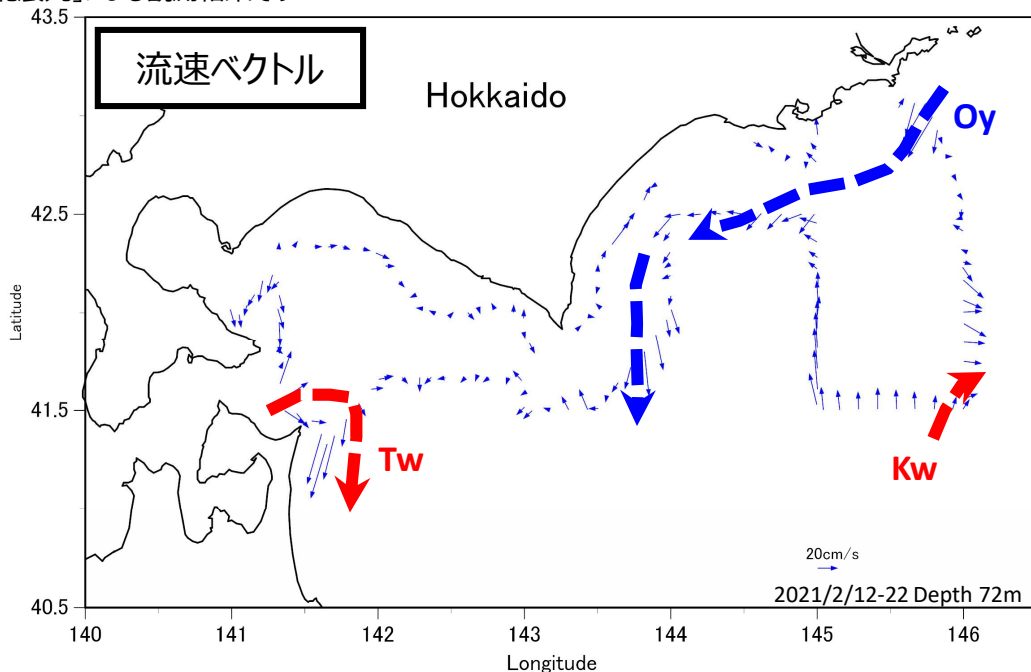 43.5
流速ベクトル
Hokkaido
Oy
42.5
Latitude
41.5
Tw
Kw
20cm/s
2021/2/12-22 Depth 72m
40.5
140 141 142 143 144 145 146
Longitude